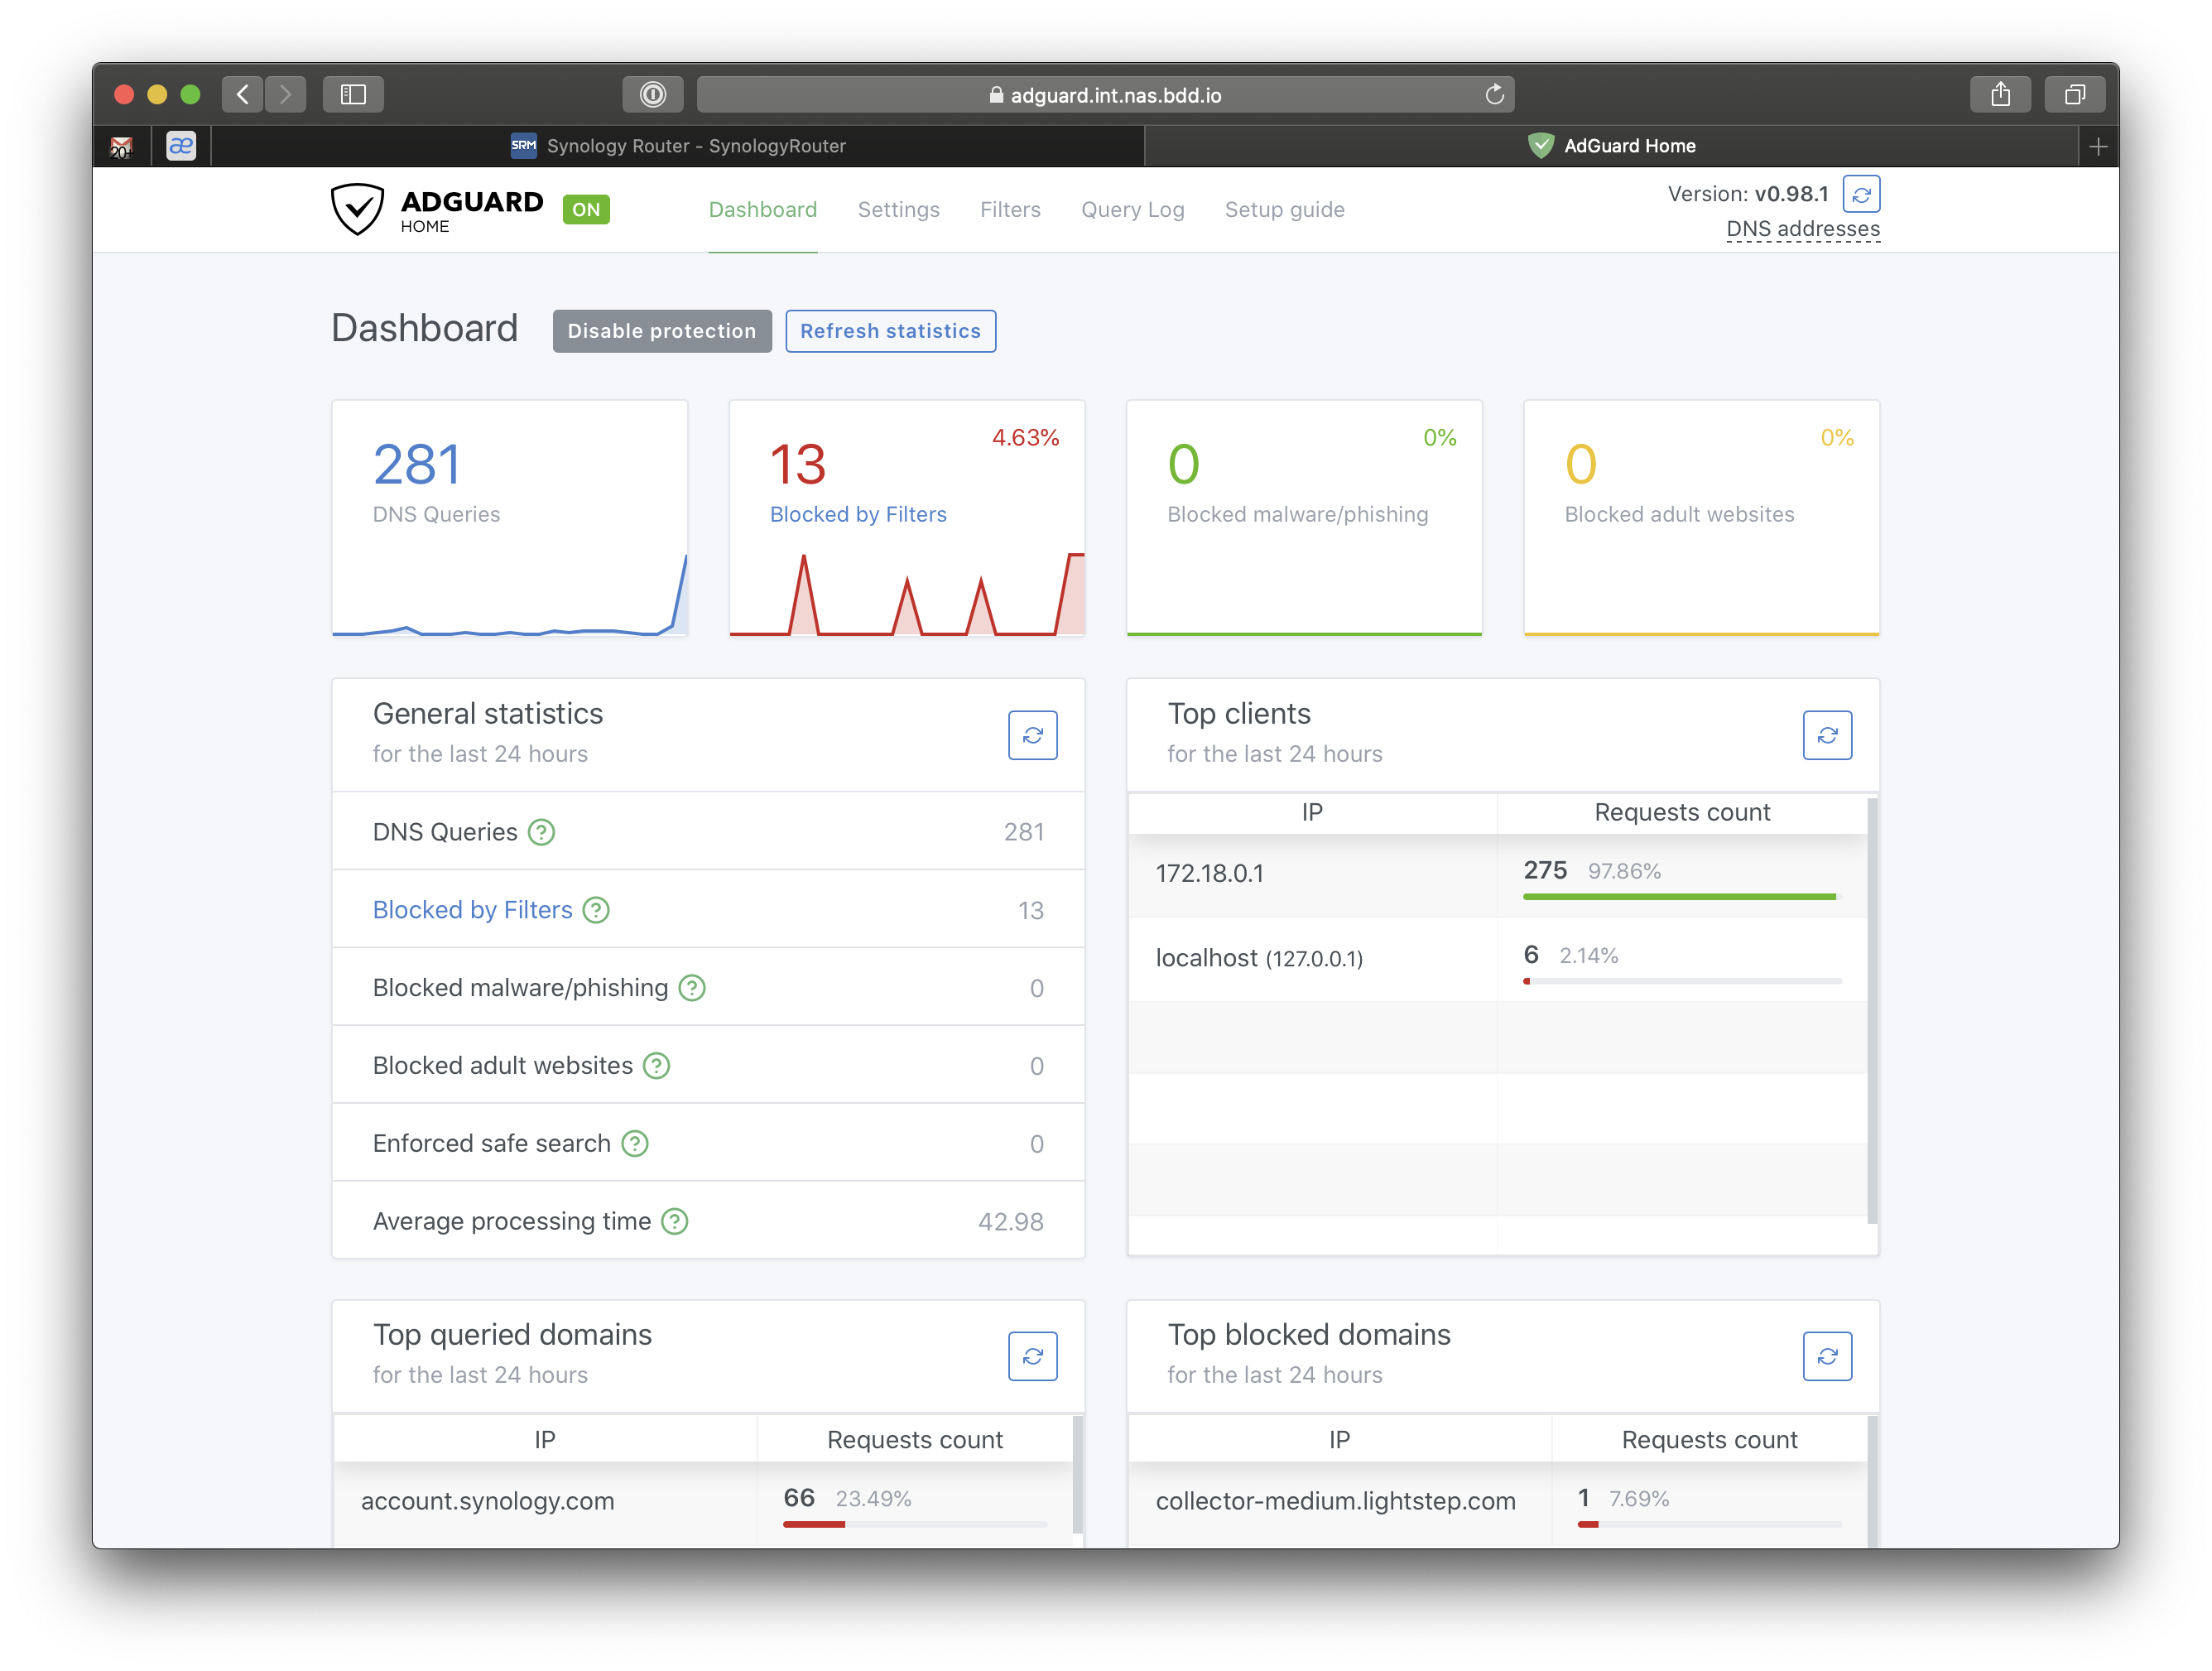 adguard.int.nas.bdd.io
20+
æ
SRM Synology Router - SynologyRouter
AdGuard Home
ADGUARD
HOME
ON
Dashboard
Settings
Filters
Query Log
Setup guide
Version: v0.98.1
DNS addresses
Dashboard
Disable protection
Refresh statistics
281
DNS Queries
4.63%
13
Blocked by Filters
0%
0
Blocked malware/phishing
0%
0
Blocked adult websites
General statistics
for the last 24 hours
DNS Queries ? 281
Blocked by Filters ? 13
Blocked malware/phishing ? 0
Blocked adult websites ? 0
Enforced safe search ? 0
Average processing time ? 42.98
Top clients
for the last 24 hours
IP Requests count
172.18.0.1 275 97.86%
localhost (127.0.0.1) 6 2.14%
Top queried domains
for the last 24 hours
IP Requests count
account.synology.com 66 23.49%
Top blocked domains
for the last 24 hours
IP Requests count
collector-medium.lightstep.com 1 7.69%